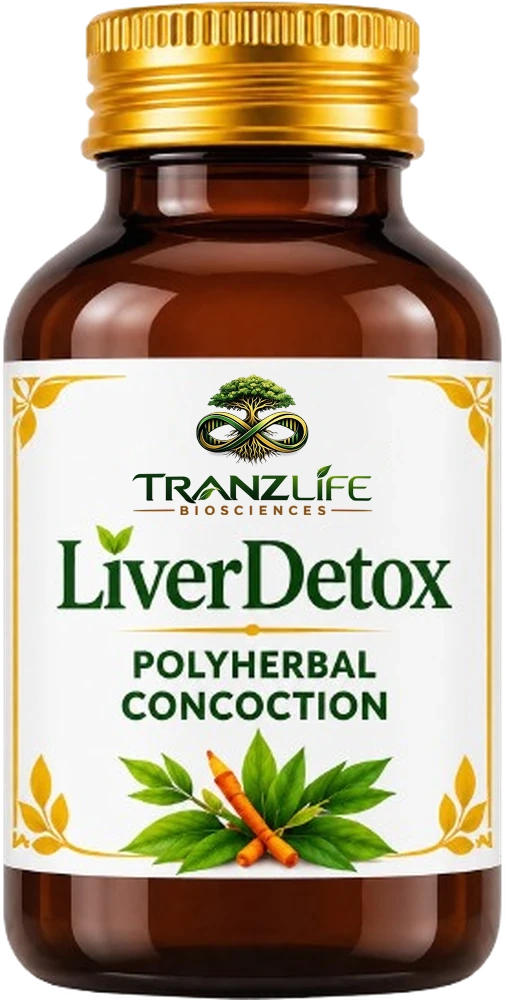 TRANZLIFE
BIOSCIENCES
LiverDetox
POLYHERBAL
CONCOCTION